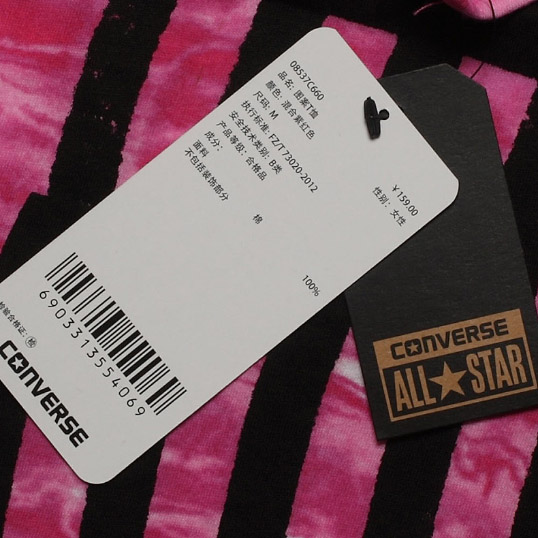 08537C660
品名: 图案T恤
颜色: 混合紫红色
尺码: M
执行标准: FZ/T 73020-2012
安全技术类别: B类
产品等级: 合格品
成分:
面料
不包括装饰部分
棉
100%
¥159.00
性别: 女性
6903313554069
检验合格证:
CONVERSE
CONVERSE
ALL★STAR